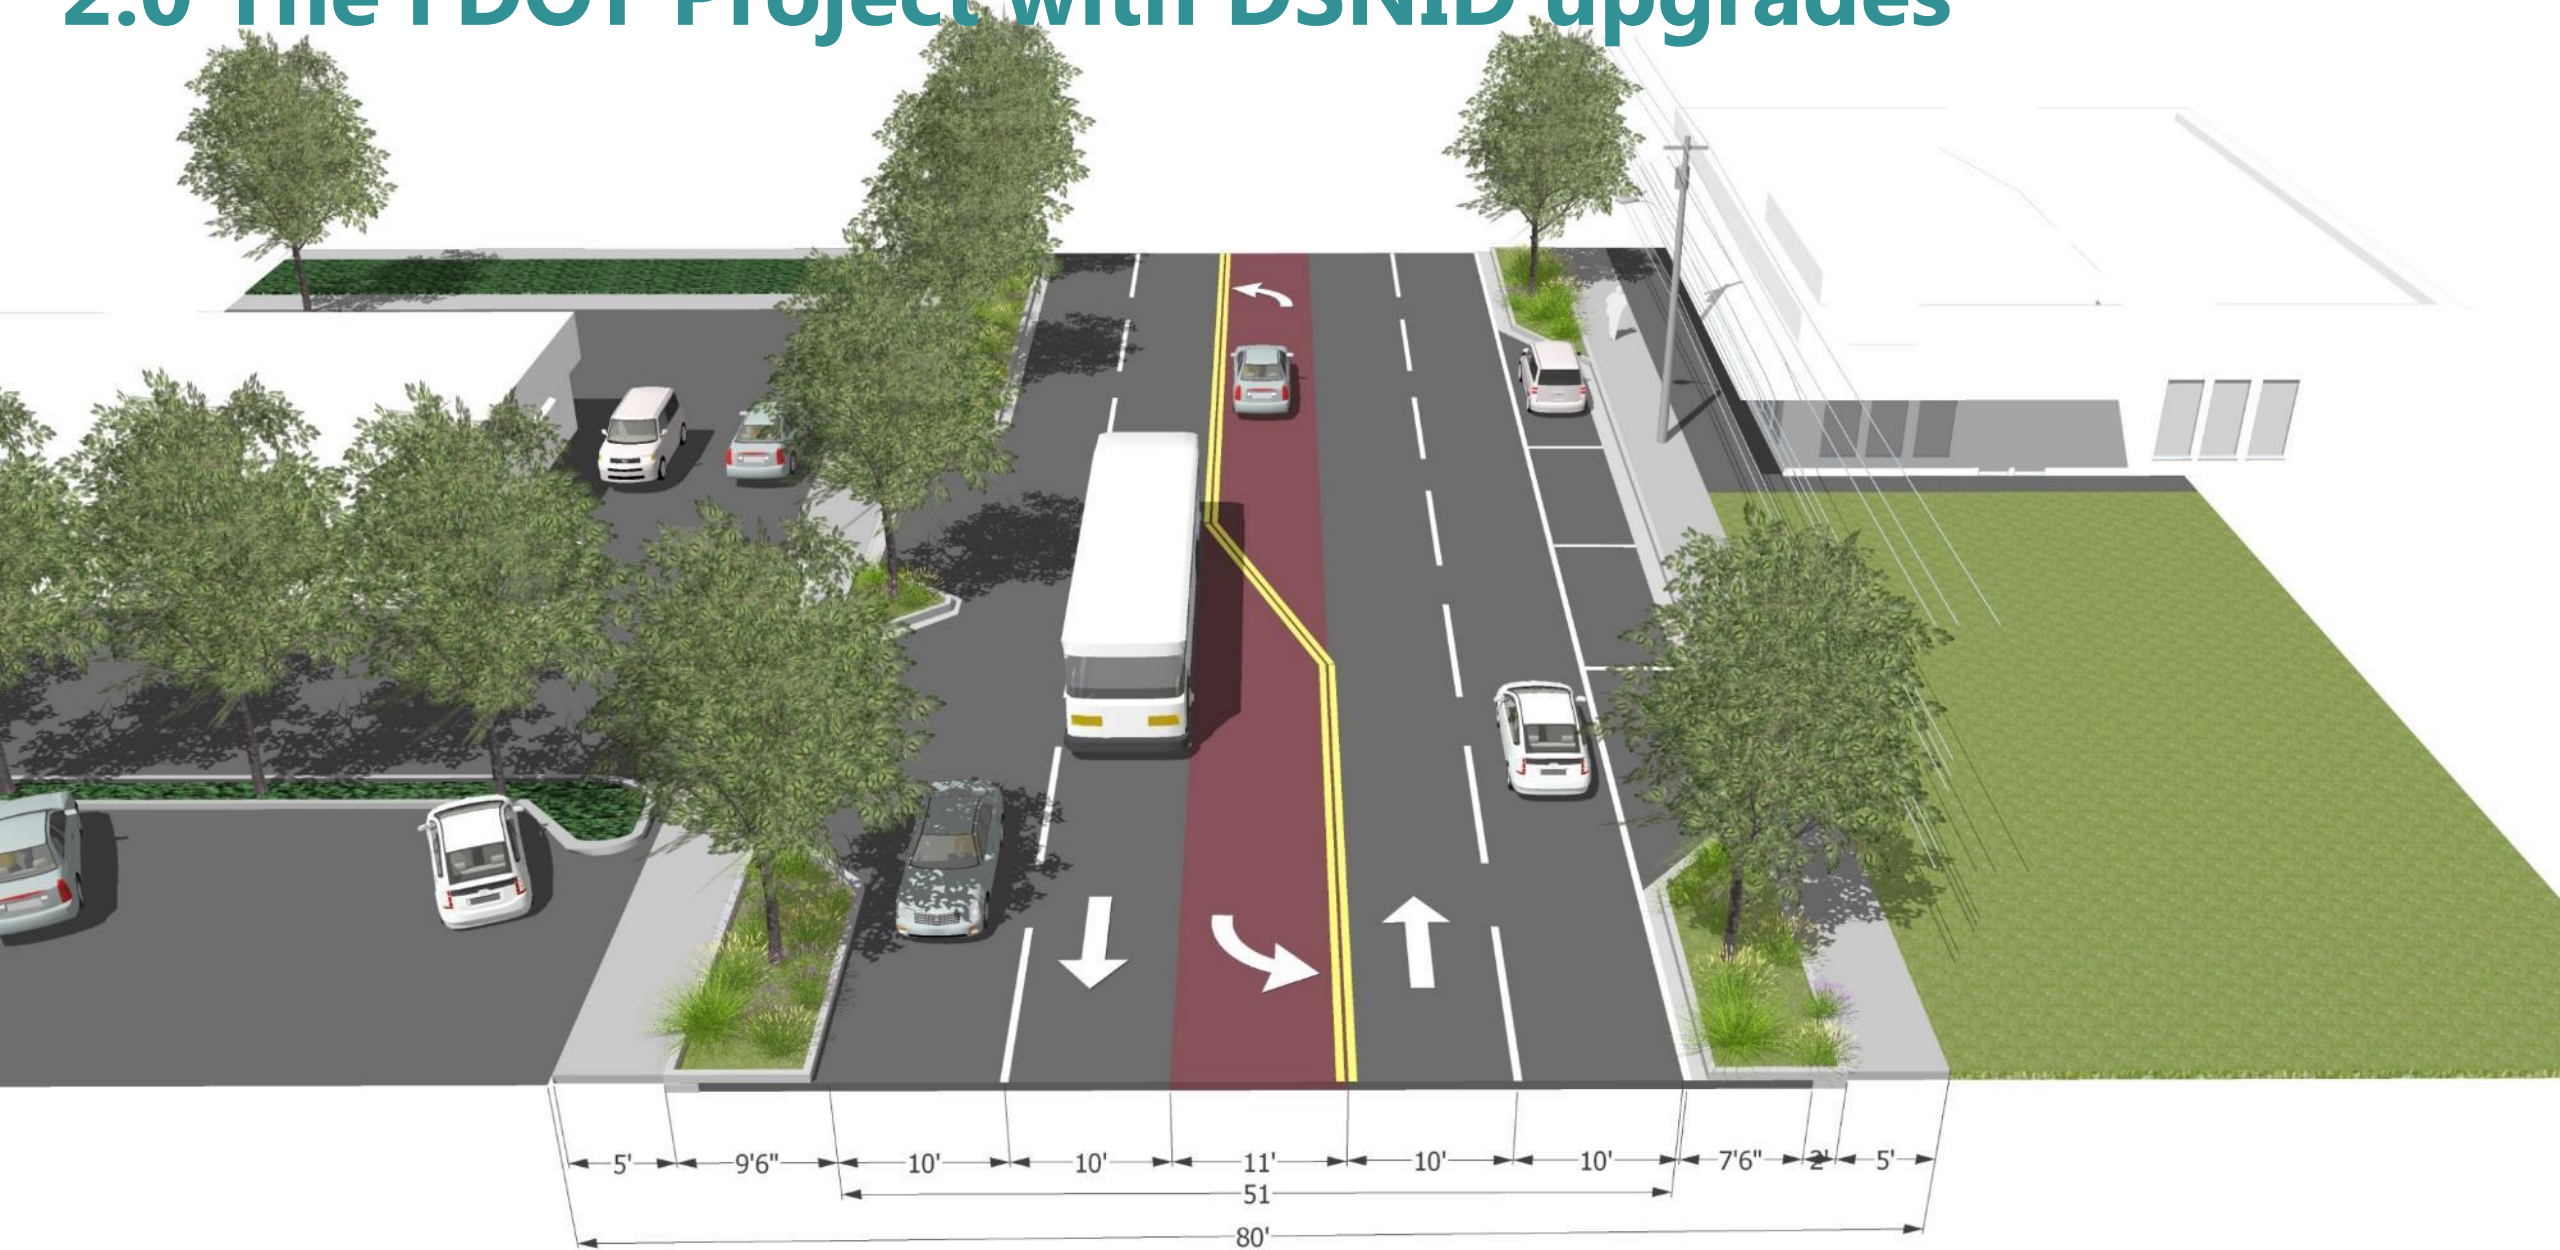 2.0 The FDOT Project with DSNID upgrades
5' 9'6" 10' 10' 11' 10' 10' 7'6" 2' 5'
51
80'